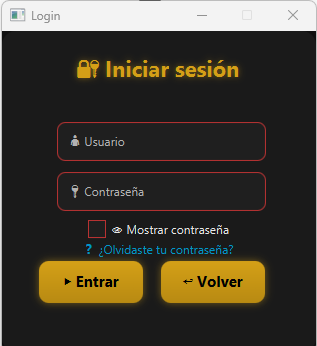 Login
🔐 Iniciar sesión
Usuario
Contraseña
Mostrar contraseña
? ¿Olvidaste tu contraseña?
Entrar Volver